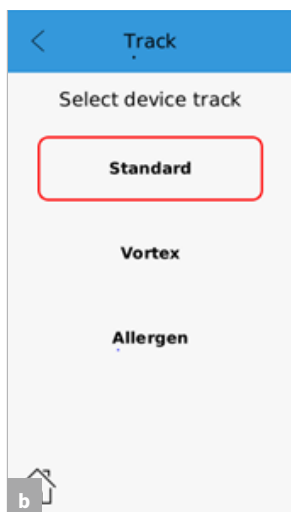 Track
Select device track
Standard
Vortex
Allergen
b